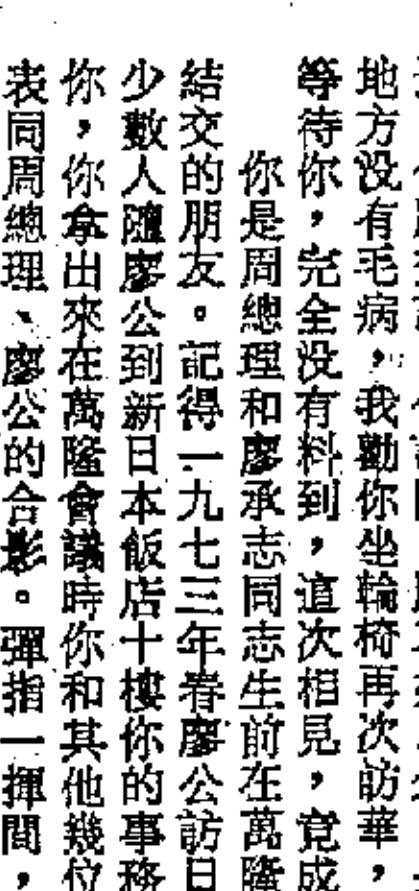 地方没有毛病，我勸你坐輪椅再次訪華，
等待你，完全没有料到，這次相見，竟成
你是周總理和廖承志同志生前在萬隆
結交的朋友。記得一九七三年春廖公訪日
少數人隨廖公到新日本飯店十樓你的事務
你，你拿出來在萬隆會議時你和其他幾位
表同周總理、廖公的合影。彈指一揮間，